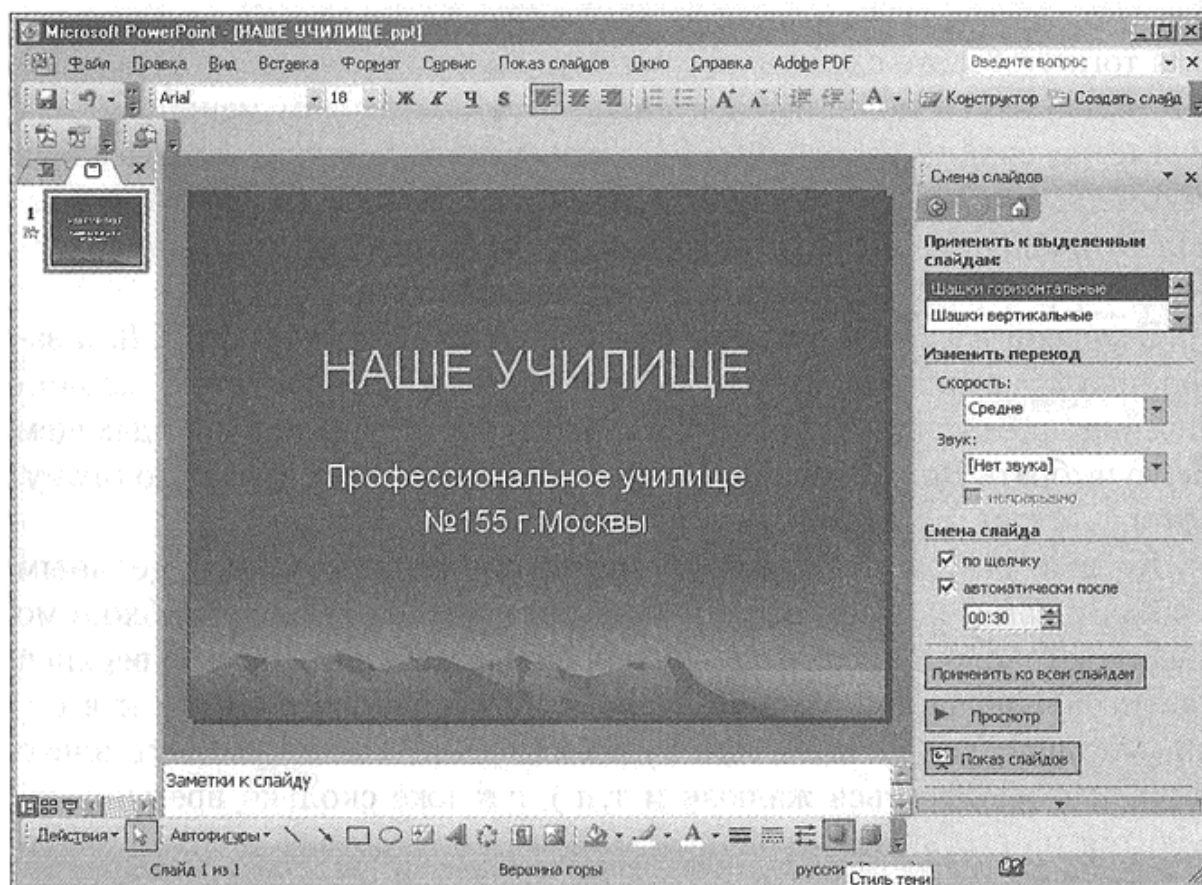 Microsoft PowerPoint - [НАШЕ УЧИЛИЩЕ.ppt]
Файл Правка Вид Вставка Формат Сервис Показ слайдов Окно Справка Adobe PDF Введите вопрос
Arial 18 Ж К Ч S Конструктор Создать слайд
Смена слайдов
1
Применить к выделенным
слайдам:
Шашки горизонтальные
Шашки вертикальные
Изменить переход
НАШЕ УЧИЛИЩЕ
Скорость:
Средне
Звук:
[Нет звука]
непрерывно
Профессиональное училище
№155 г.Москвы
Смена слайда
по щелчку
автоматически после
00:30
Применить ко всем слайдам
Просмотр
Показ слайдов
Заметки к слайду
Действия Автофигуры
Слайд 1 из 1 Вершина горы русский
Стиль тени